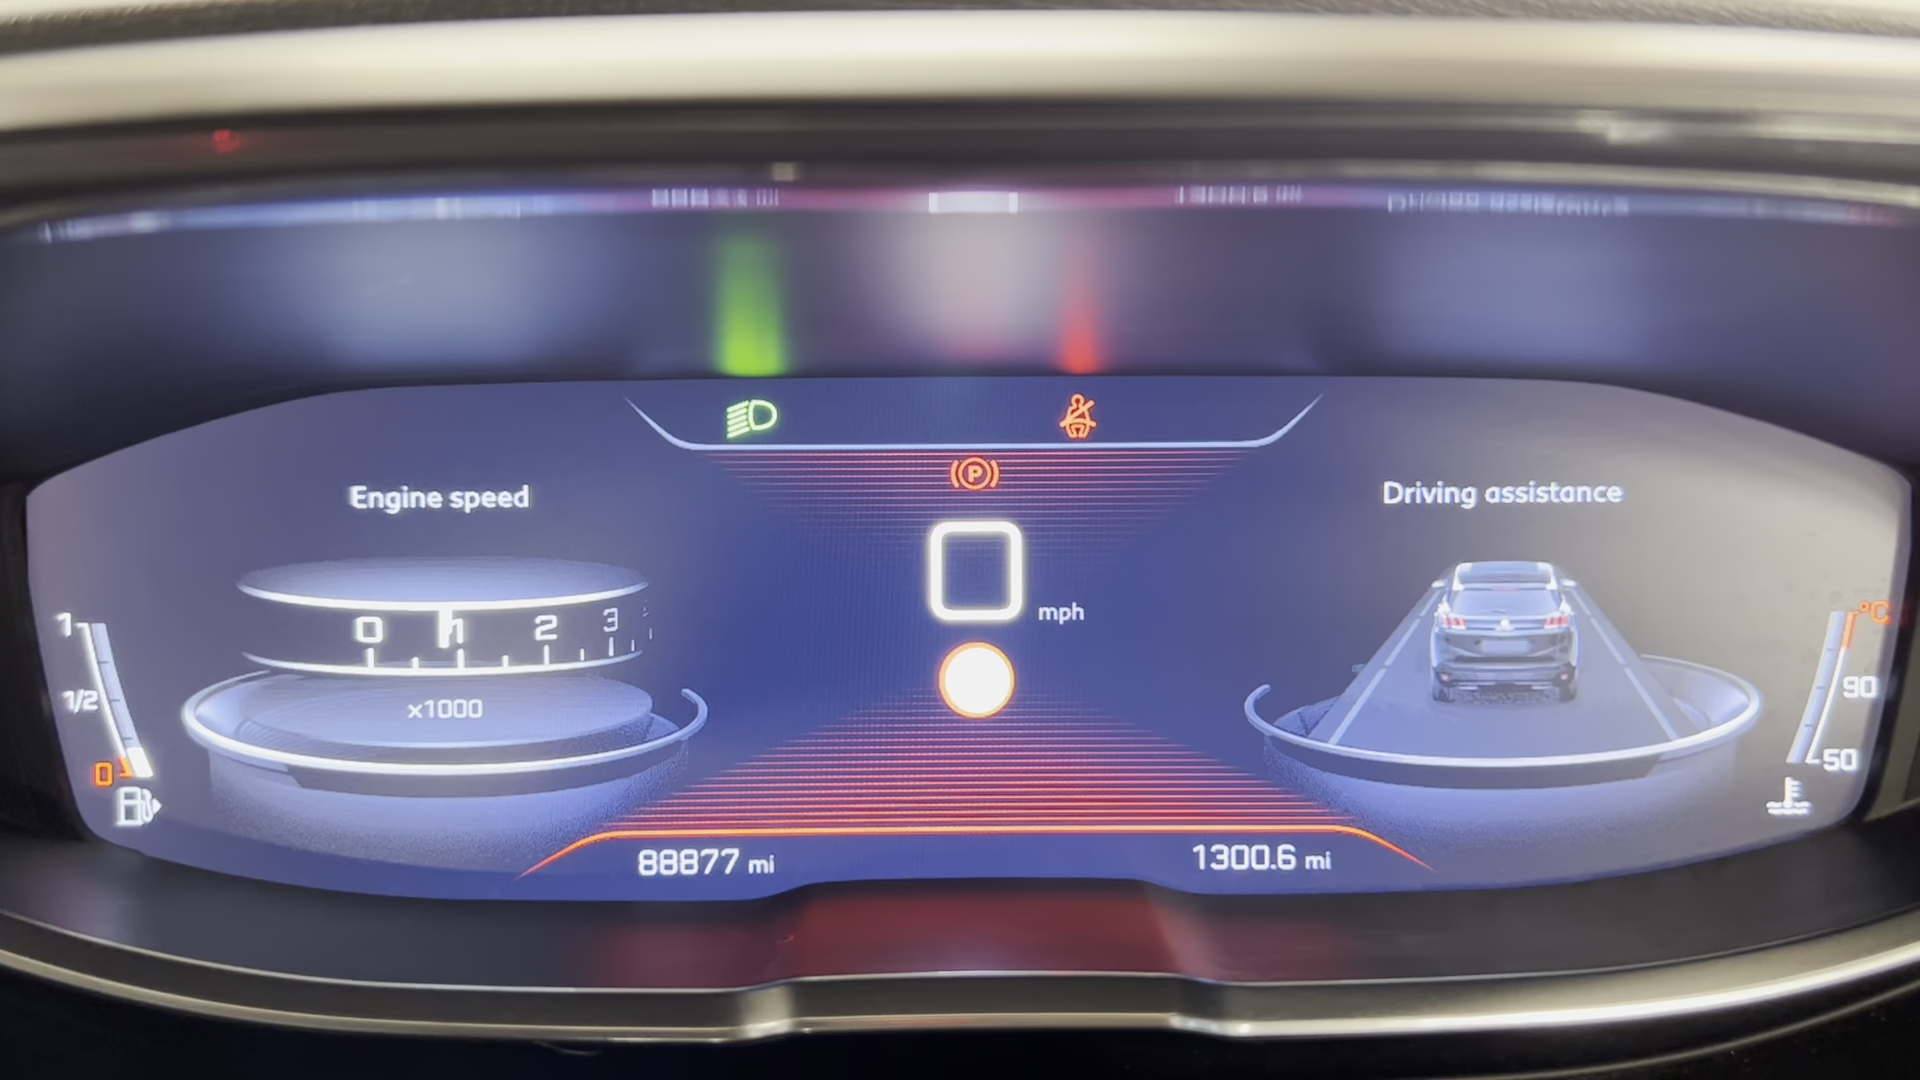 Engine speed
Driving assistance
P
0
mph
0 1 2 3
x1000
1
1/2
0
°C
90
50
88877 mi
1300.6 mi